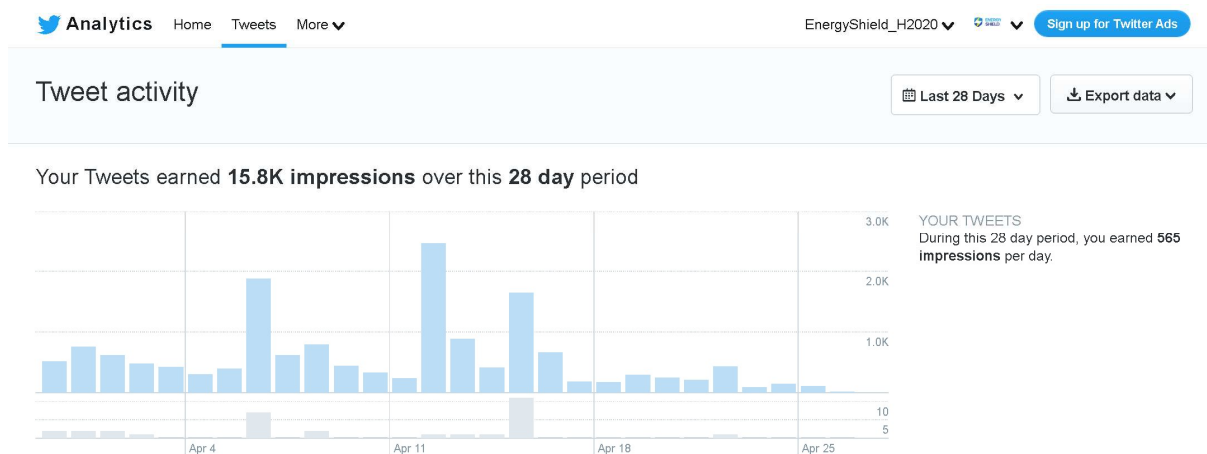 Analytics Home Tweets More EnergyShield_H2020 ENERGY SHIELD Sign up for Twitter Ads
Tweet activity
Last 28 Days Export data
Your Tweets earned 15.8K impressions over this 28 day period
YOUR TWEETS
During this 28 day period, you earned 565
impressions per day.
3.0K
2.0K
1.0K
10
5
Apr 4 Apr 11 Apr 18 Apr 25